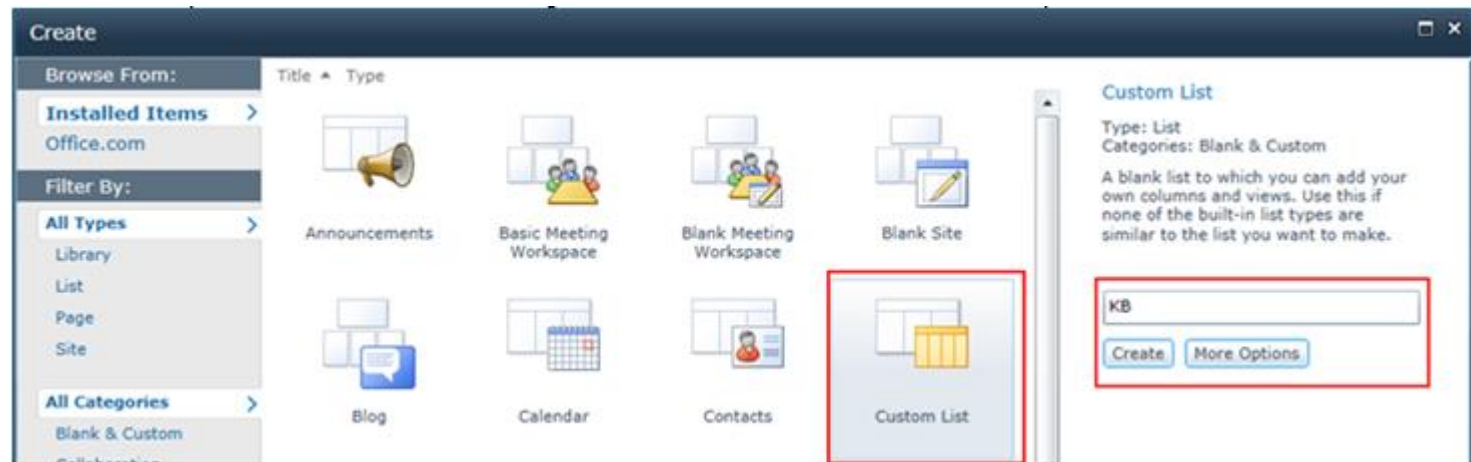 Create
Browse From:
Installed Items
Office.com
Filter By:
All Types
Library
List
Page
Site
All Categories
Blank & Custom
Title Type
Announcements
Basic Meeting
Workspace
Blank Meeting
Workspace
Blank Site
Blog
Calendar
Contacts
Custom List
Custom List
Type: List
Categories: Blank & Custom
A blank list to which you can add your
own columns and views. Use this if
none of the built-in list types are
similar to the list you want to make.
KB
Create More Options